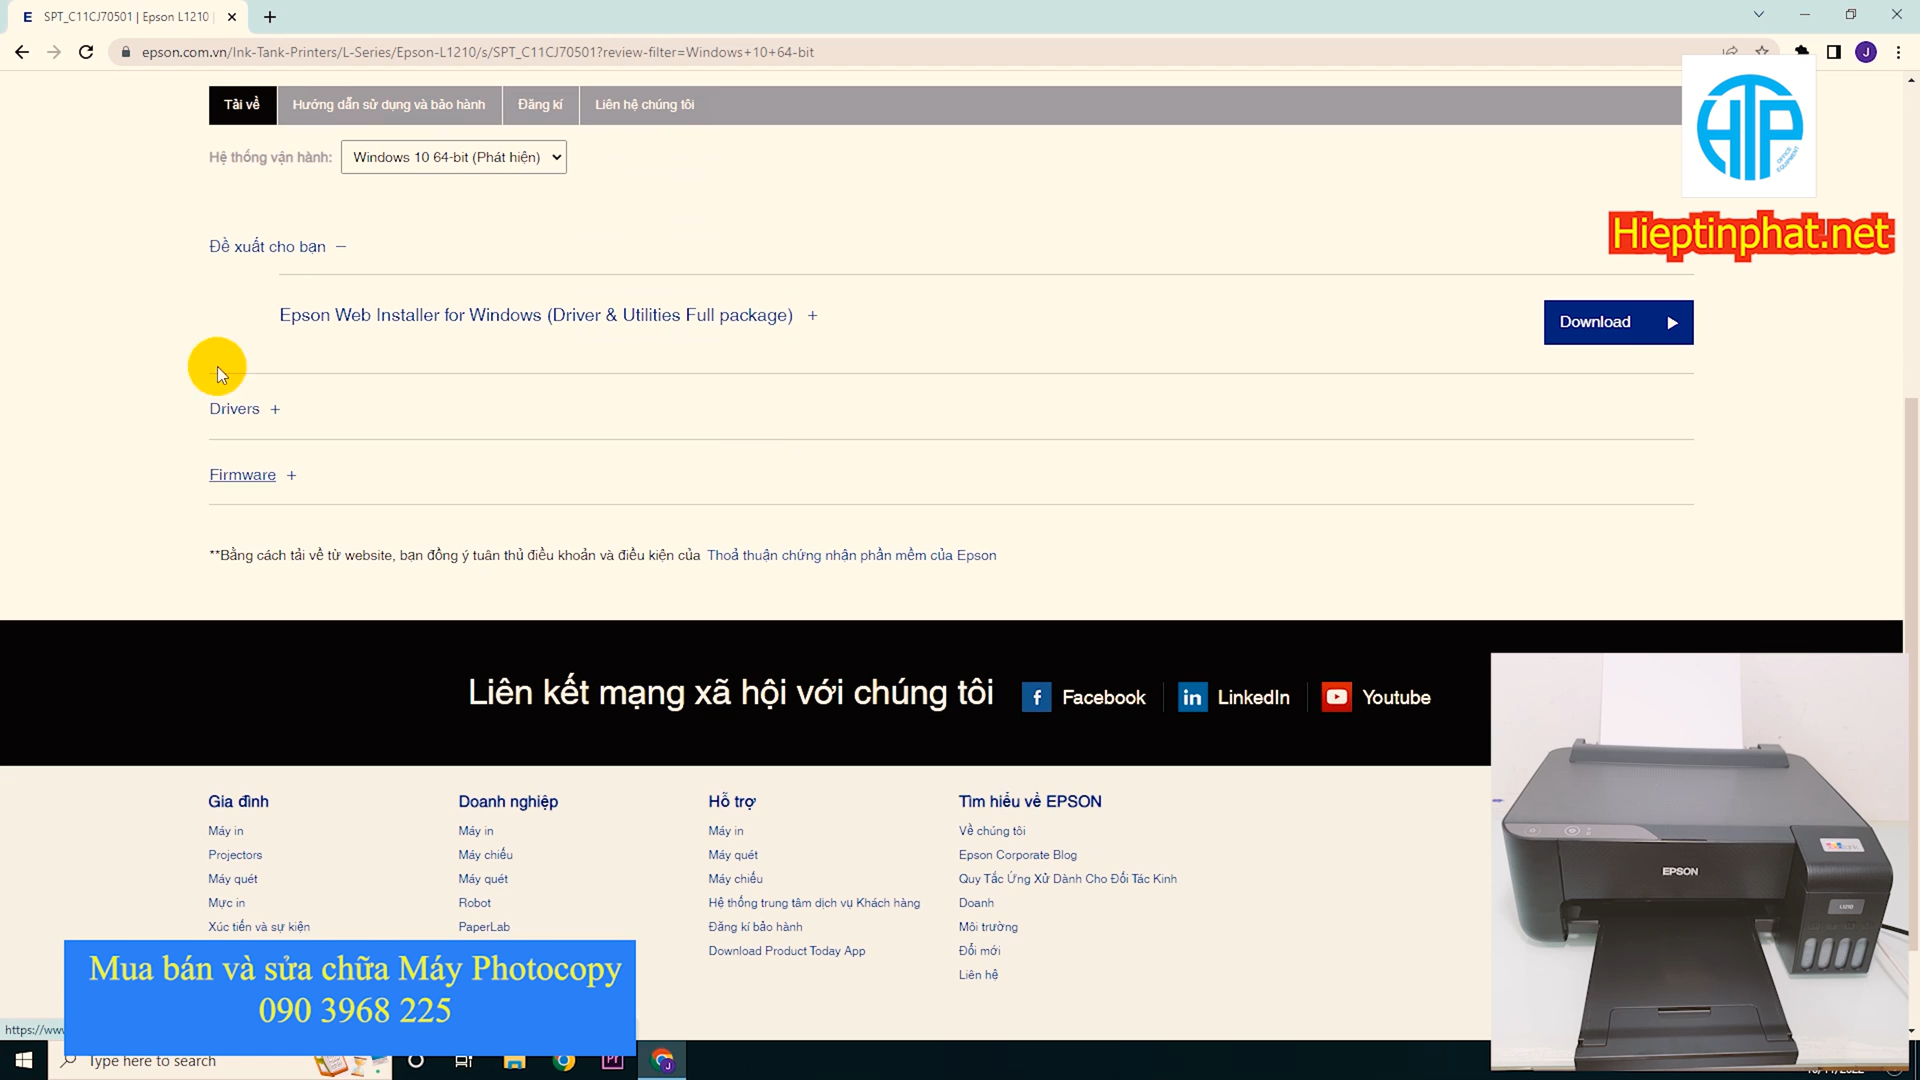 SPT_C11CJ70501 | Epson L1210 |
epson.com.vn/Ink-Tank-Printers/L-Series/Epson-L1210/s/SPT_C11CJ70501?review-filter=Windows+10+64-bit
J
Tải về Hướng dẫn sử dụng và bảo hành Đăng kí Liên hệ chúng tôi
Hệ thống vận hành: Windows 10 64-bit (Phát hiện)
HTP
OFFICE EQUIPMENT
Hieptinphat.net
Đề xuất cho bạn −
Epson Web Installer for Windows (Driver & Utilities Full package) +
Download
Drivers +
Firmware +
**Bằng cách tải về từ website, bạn đồng ý tuân thủ điều khoản và điều kiện của Thoả thuận chứng nhận phần mềm của Epson
Liên kết mạng xã hội với chúng tôi Facebook LinkedIn Youtube
Gia đình
Máy in
Projectors
Máy quét
Mực in
Xúc tiến và sự kiện
Doanh nghiệp
Máy in
Máy chiếu
Máy quét
Robot
PaperLab
Hỗ trợ
Máy in
Máy quét
Máy chiếu
Hệ thống trung tâm dịch vụ Khách hàng
Đăng kí bảo hành
Download Product Today App
Tìm hiểu về EPSON
Về chúng tôi
Epson Corporate Blog
Quy Tắc Ứng Xử Dành Cho Đối Tác Kinh
Doanh
Môi trường
Đổi mới
Liên hệ
EPSON
L1210
Mua bán và sửa chữa Máy Photocopy
090 3968 225
https://www
Type here to search
Pr
J